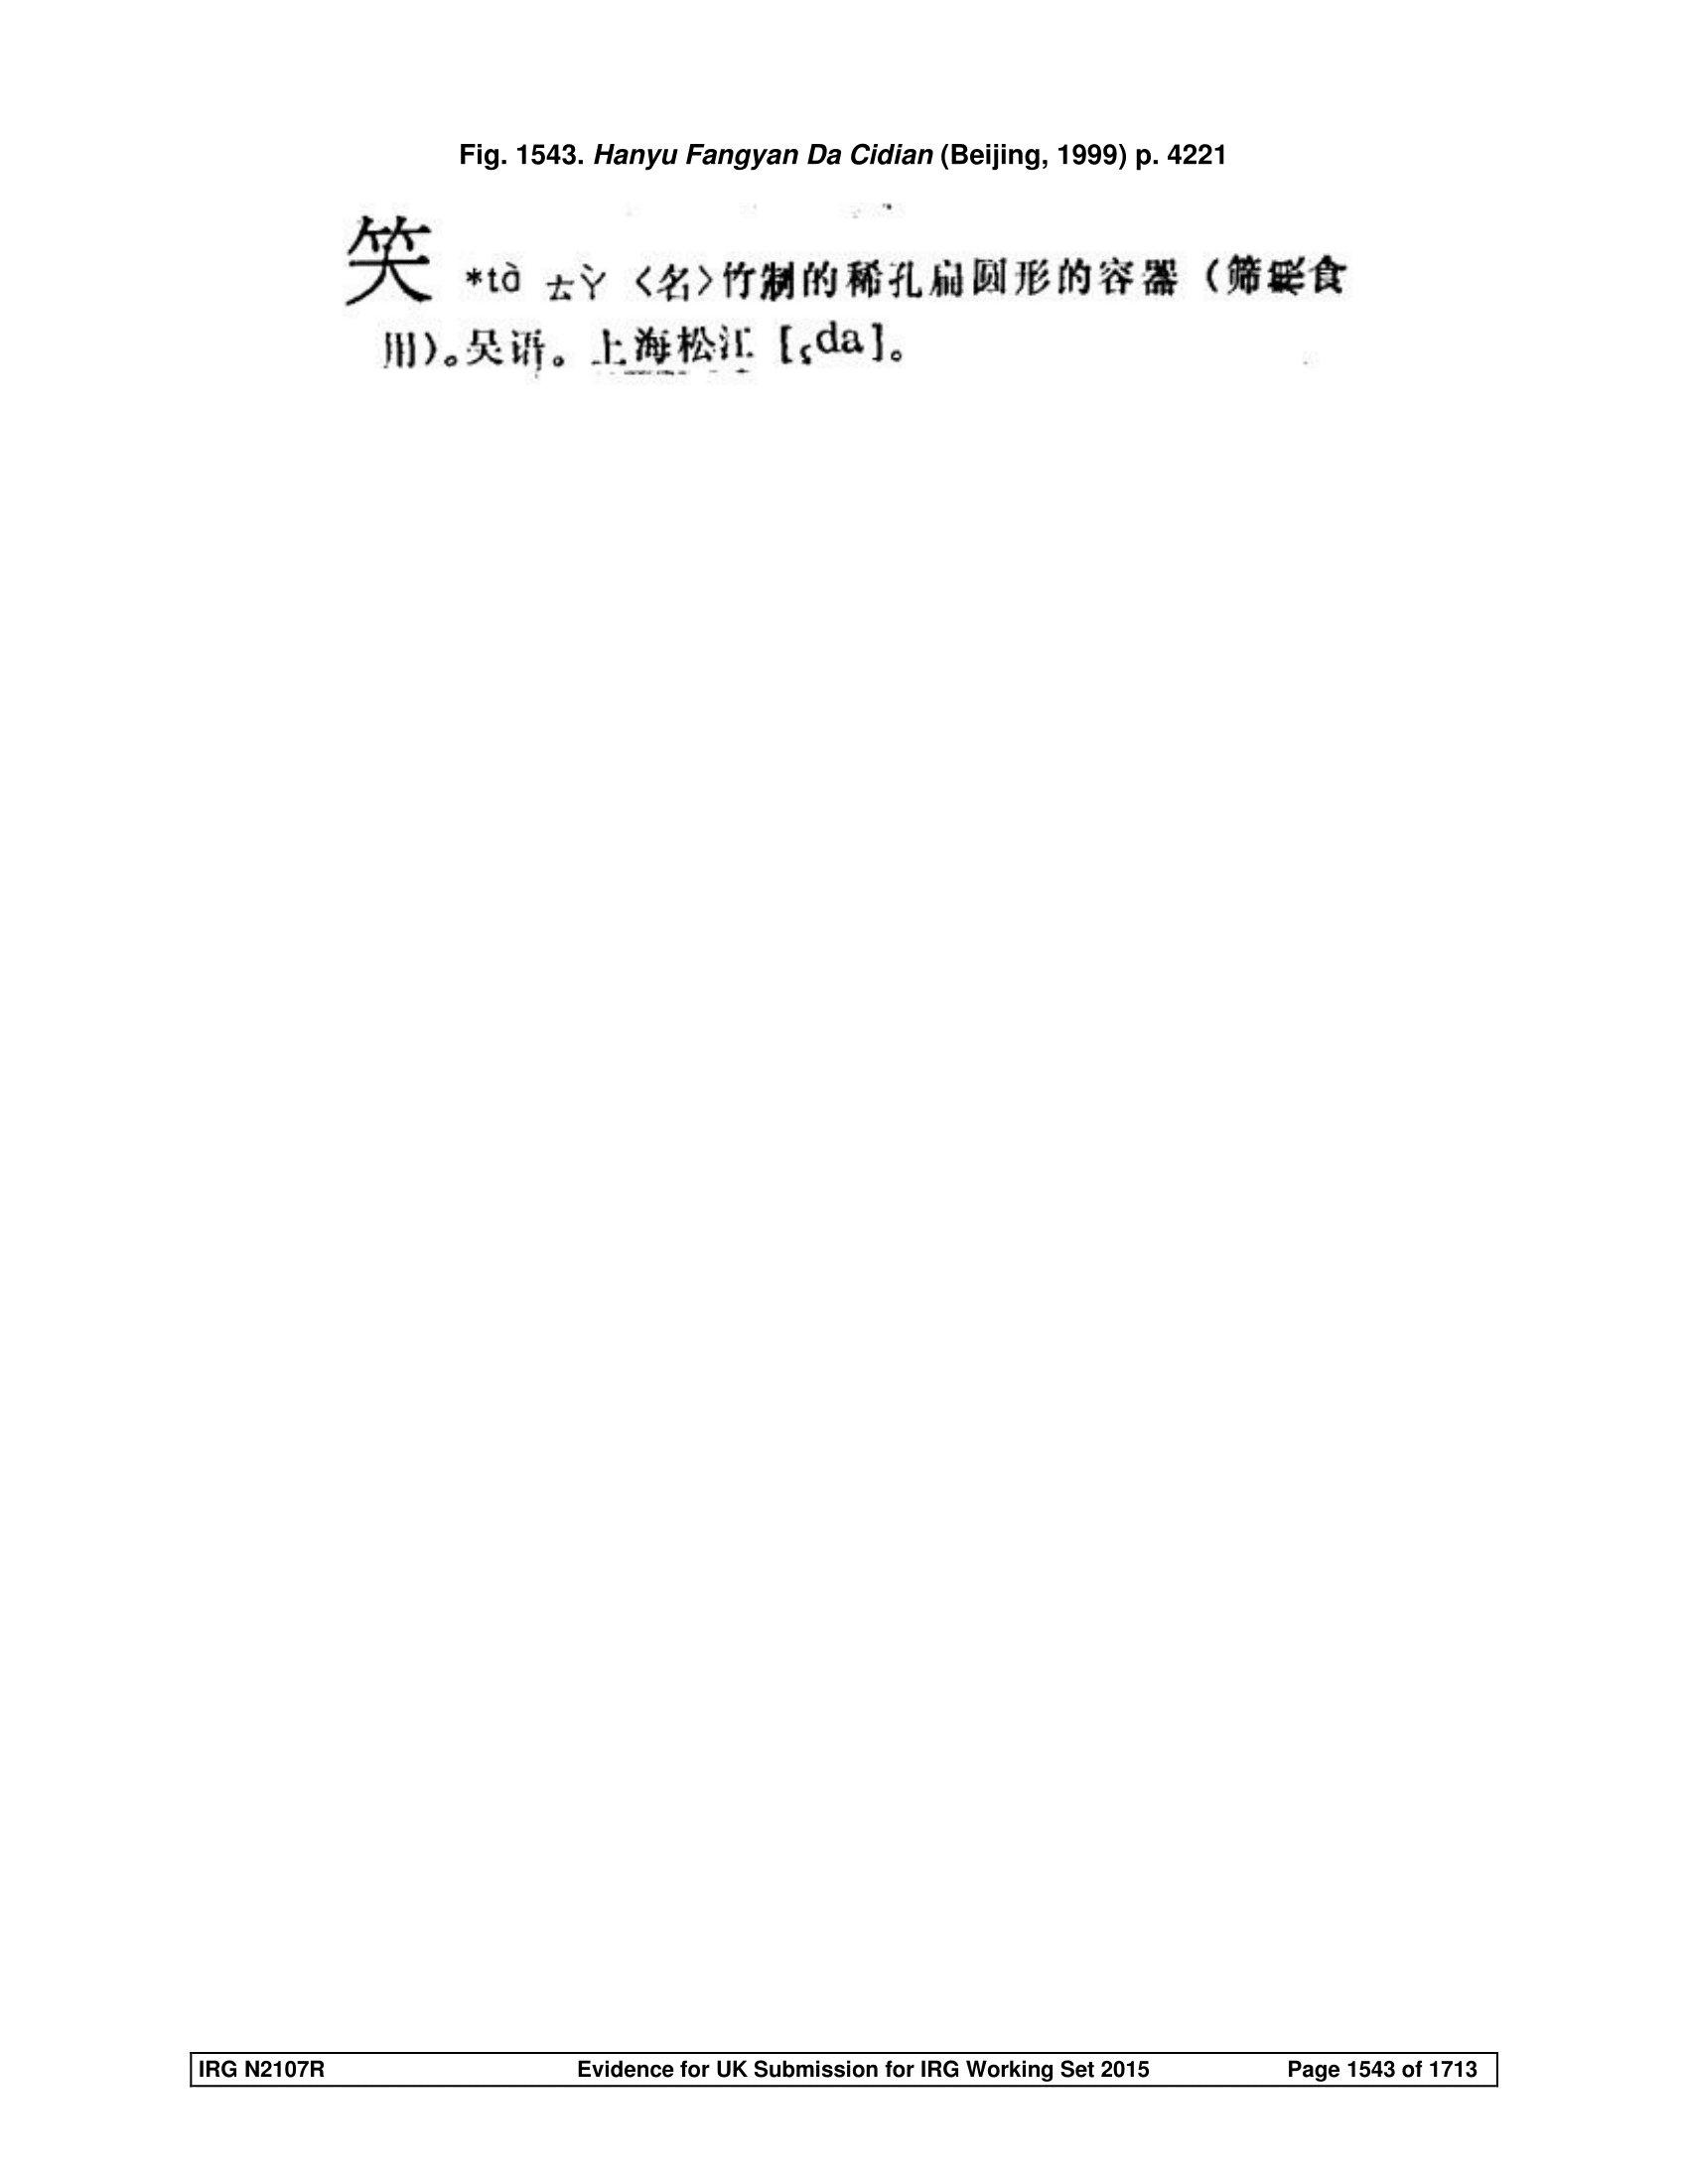 Fig. 1543. Hanyu Fangyan Da Cidian (Beijing, 1999) p. 4221
*tà ㄊㄚˋ 〈名〉竹制的稀孔扁圆形的容器（筛食
用）。吴语。上海松江 [꜁da]。
IRG N2107R Evidence for UK Submission for IRG Working Set 2015 Page 1543 of 1713